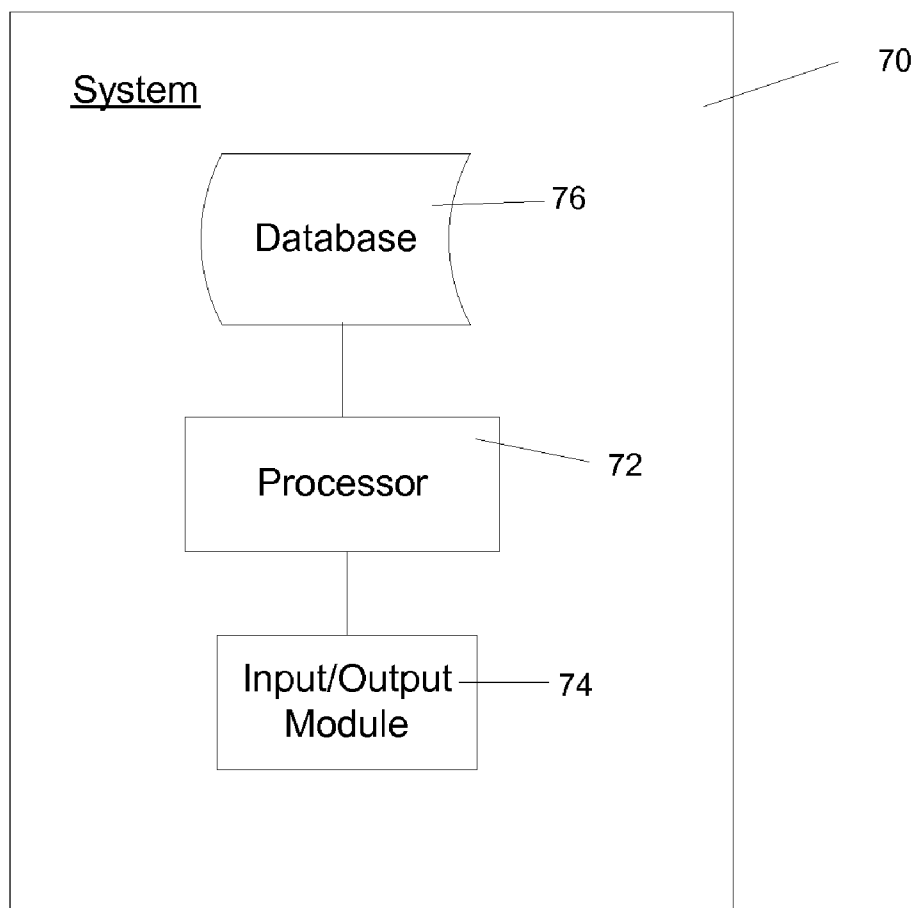 70
System
76
Database
Processor
72
Input/Output
Module
74